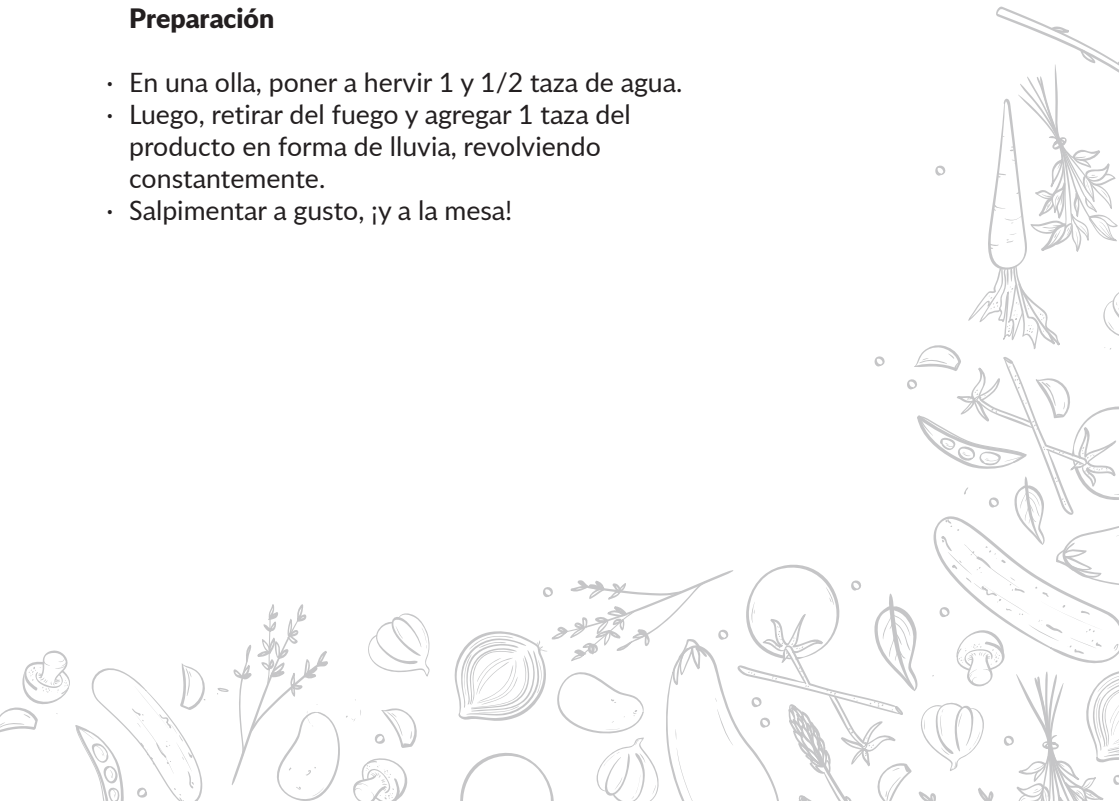 Preparación
· En una olla, poner a hervir 1 y 1/2 taza de agua.
· Luego, retirar del fuego y agregar 1 taza del
producto en forma de lluvia, revolviendo
constantemente.
· Salpimentar a gusto, ¡y a la mesa!